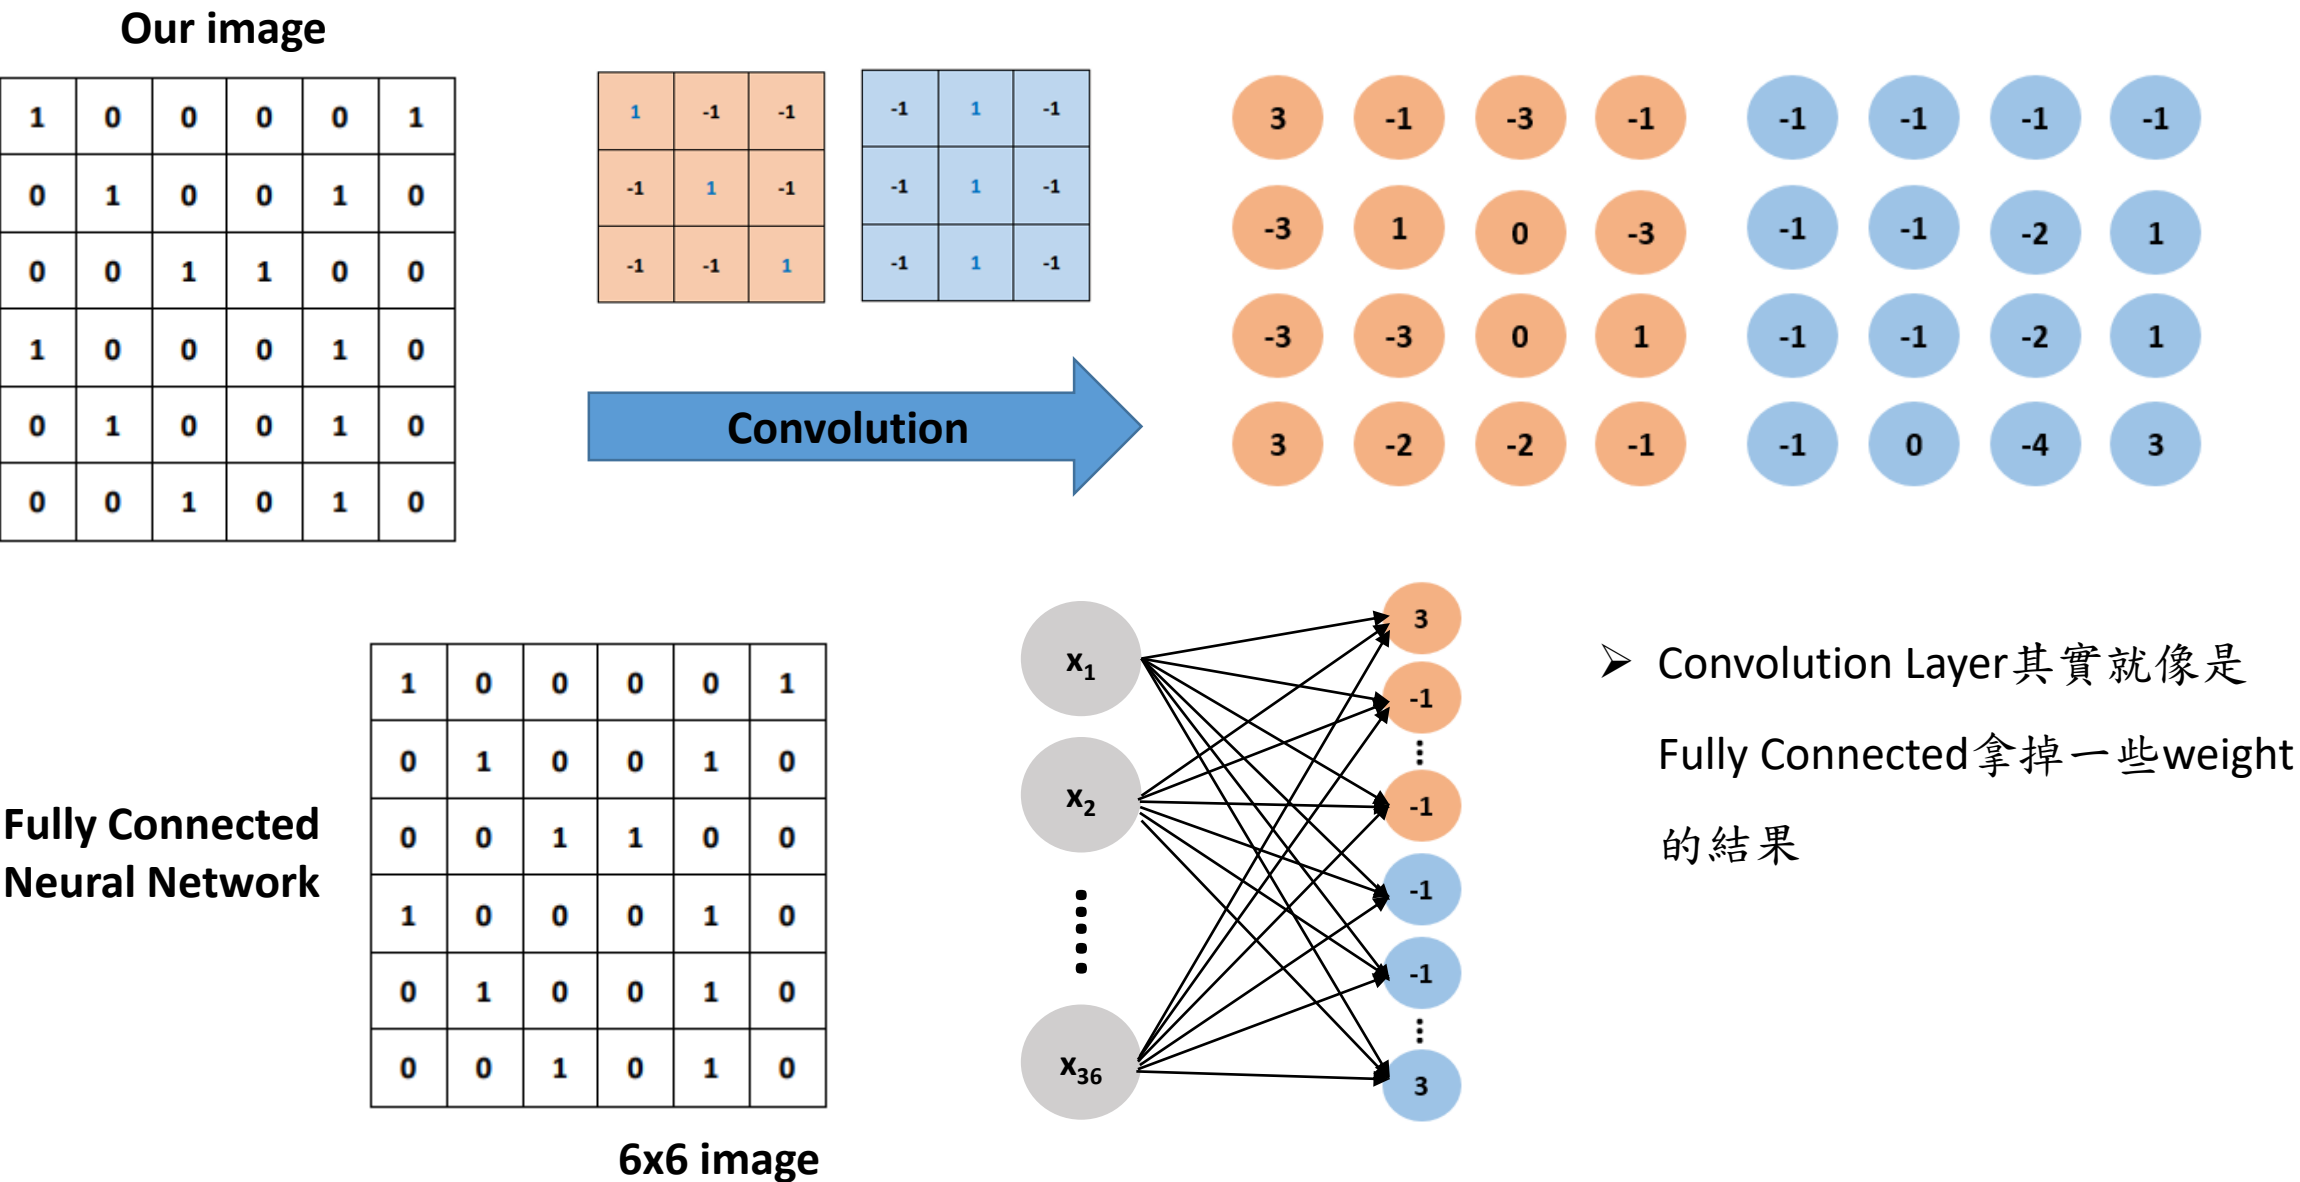 Our image
1 0 0 0 0 1
0 1 0 0 1 0
0 0 1 1 0 0
1 0 0 0 1 0
0 1 0 0 1 0
0 0 1 0 1 0
1 -1 -1
-1 1 -1
-1 -1 1
-1 1 -1
-1 1 -1
-1 1 -1
Convolution
3 -1 -3 -1
-3 1 0 -3
-3 -3 0 1
3 -2 -2 -1
-1 -1 -1 -1
-1 -1 -2 1
-1 -1 -2 1
-1 0 -4 3
Fully Connected
Neural Network
1 0 0 0 0 1
0 1 0 0 1 0
0 0 1 1 0 0
1 0 0 0 1 0
0 1 0 0 1 0
0 0 1 0 1 0
6x6 image
x₁
x₂
x₃₆
3
-1
-1
-1
-1
3
➢ Convolution Layer其實就像是
Fully Connected拿掉一些weight
的結果